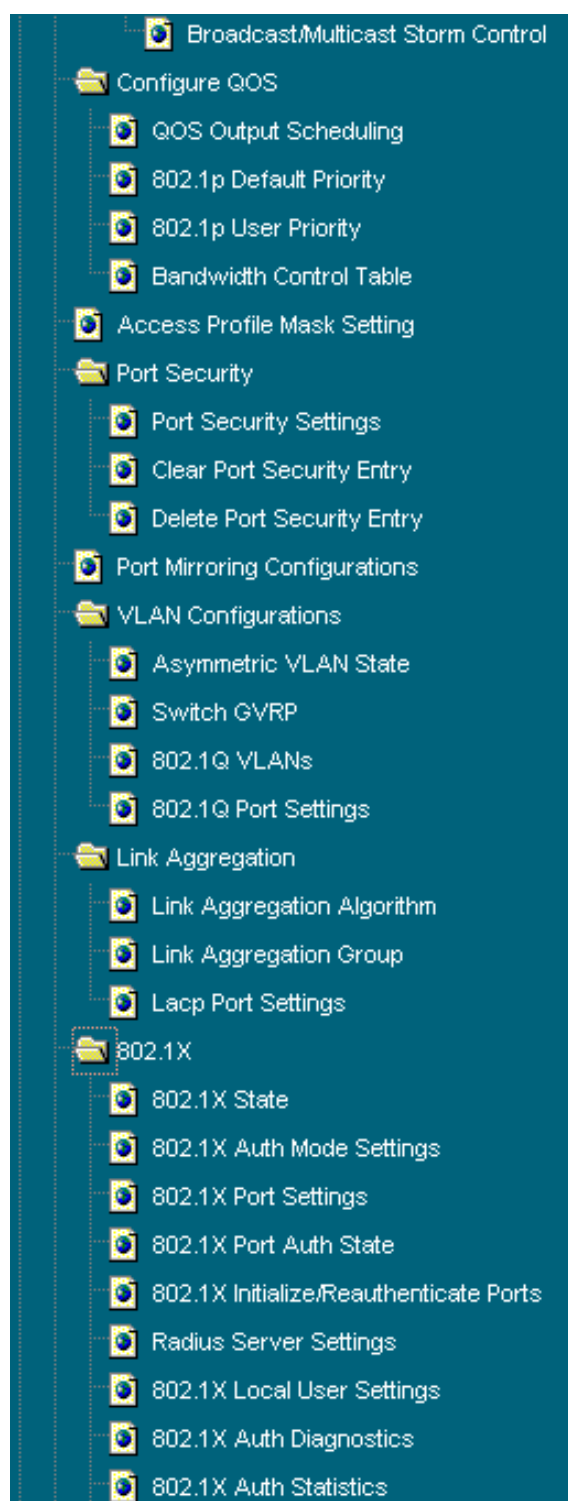 Broadcast/Multicast Storm Control
Configure QOS
QOS Output Scheduling
802.1p Default Priority
802.1p User Priority
Bandwidth Control Table
Access Profile Mask Setting
Port Security
Port Security Settings
Clear Port Security Entry
Delete Port Security Entry
Port Mirroring Configurations
VLAN Configurations
Asymmetric VLAN State
Switch GVRP
802.1Q VLANs
802.1Q Port Settings
Link Aggregation
Link Aggregation Algorithm
Link Aggregation Group
Lacp Port Settings
802.1X
802.1X State
802.1X Auth Mode Settings
802.1X Port Settings
802.1X Port Auth State
802.1X Initialize/Reauthenticate Ports
Radius Server Settings
802.1X Local User Settings
802.1X Auth Diagnostics
802.1X Auth Statistics